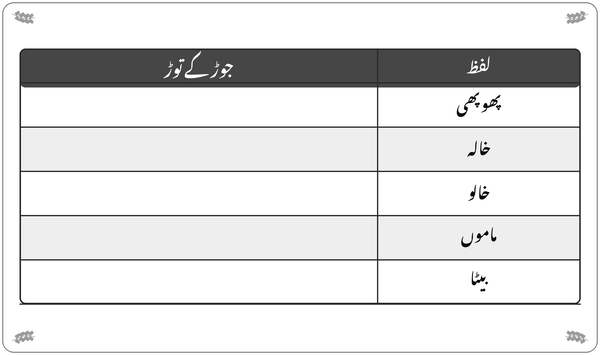 لفظ جوڑ کے توڑ
پھوپھی
خالہ
خالو
ماموں
بیٹا